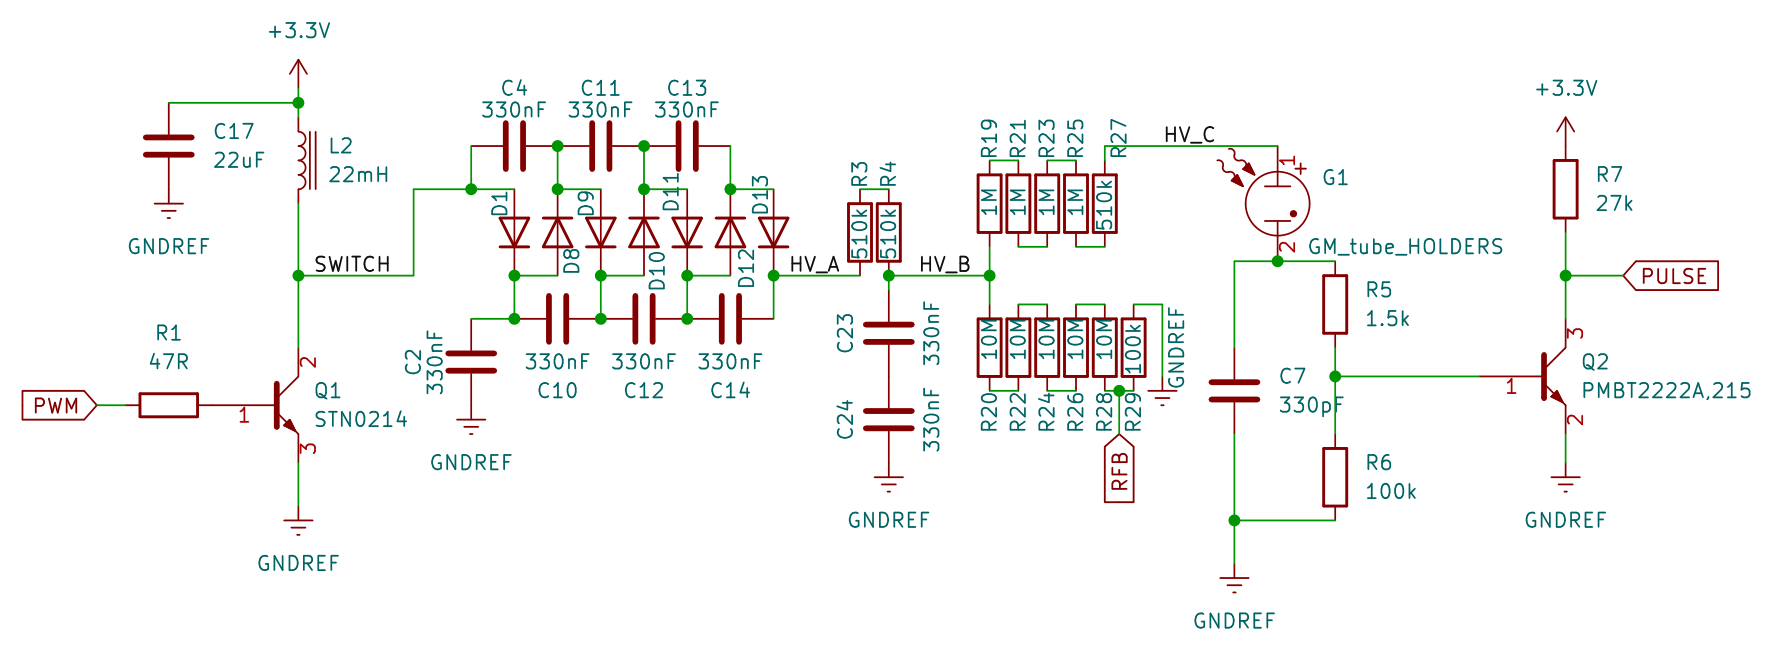 +3.3V
C17
22uF
GNDREF
L2
22mH
SWITCH
R1
47R
PWM
1
2
3
Q1
STN0214
GNDREF
C4
330nF
C11
330nF
C13
330nF
D1
D8
D9
D10
D11
D12
D13
C2
330nF
GNDREF
330nF
C10
330nF
C12
330nF
C14
HV_A
R3
510k
R4
510k
HV_B
C23
330nF
C24
330nF
GNDREF
R19
1M
R21
1M
R23
1M
R25
1M
R27
510k
HV_C
10M
R20
10M
R22
10M
R24
10M
R26
10M
R28
100k
R29
GNDREF
RFB
1
+
2
G1
GM_tube_HOLDERS
C7
330pF
R5
1.5k
R6
100k
GNDREF
+3.3V
R7
27k
PULSE
3
1
2
Q2
PMBT2222A,215
GNDREF